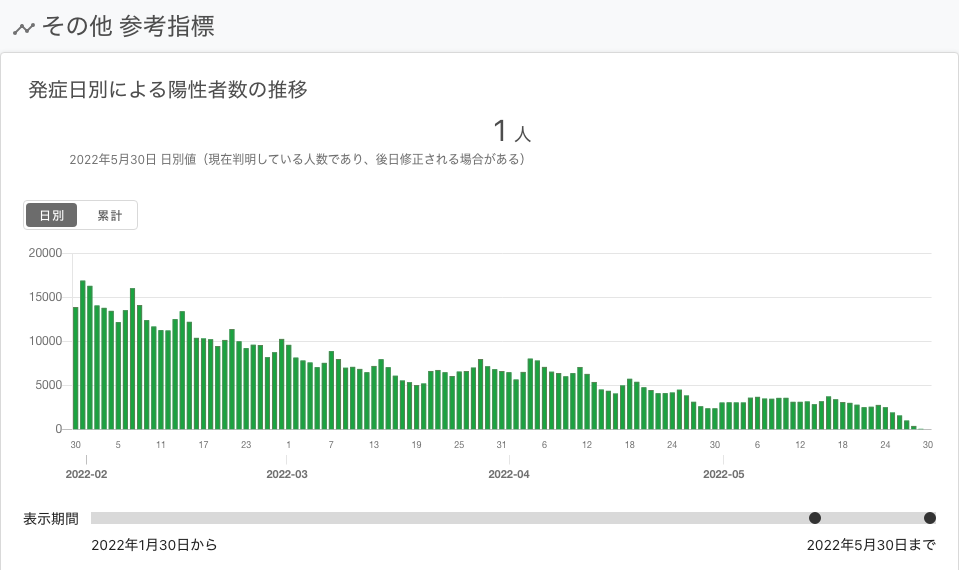 その他 参考指標
発症日別による陽性者数の推移
1 人
2022年5月30日 日別値（現在判明している人数であり、後日修正される場合がある）
日別 累計
20000
15000
10000
5000
0
30 5 11 17 23 1 7 13 19 25 31 6 12 18 24 30 6 12 18 24 30
2022-02 2022-03 2022-04 2022-05
表示期間
2022年1月30日から 2022年5月30日まで